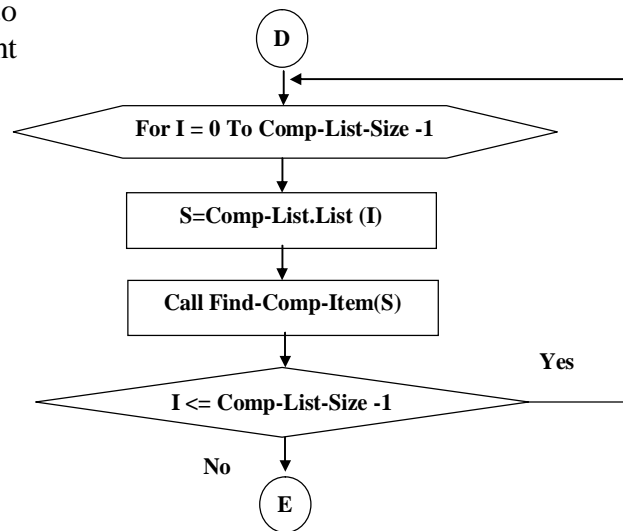 o
nt
D
For I = 0 To Comp-List-Size -1
S=Comp-List.List (I)
Call Find-Comp-Item(S)
Yes
I <= Comp-List-Size -1
No
E